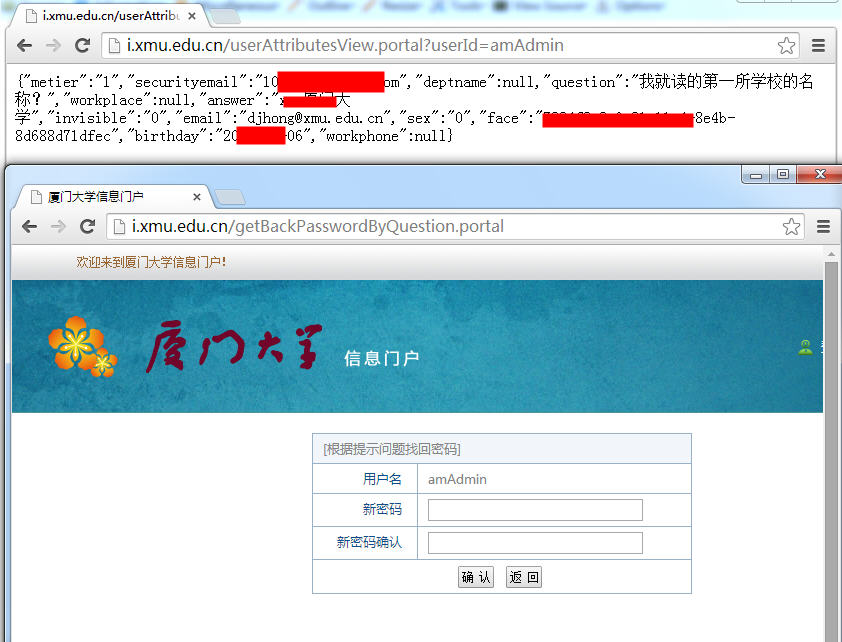 i.xmu.edu.cn/userAttribu
i.xmu.edu.cn/userAttributesView.portal?userId=amAdmin
{"metier":"1","securityemail":"10 om","deptname":null,"question":"我就读的第一所学校的名
称？","workplace":null,"answer":"x 大
学","invisible":"0","email":"djhong@xmu.edu.cn","sex":"0","face":" 8e4b-
8d688d71dfec","birthday":"20 06","workphone":null}
厦门大学信息门户
i.xmu.edu.cn/getBackPasswordByQuestion.portal
欢迎来到厦门大学信息门户!
厦门大学 信息门户
[根据提示问题找回密码]
用户名 amAdmin
新密码
新密码确认
确 认 返 回